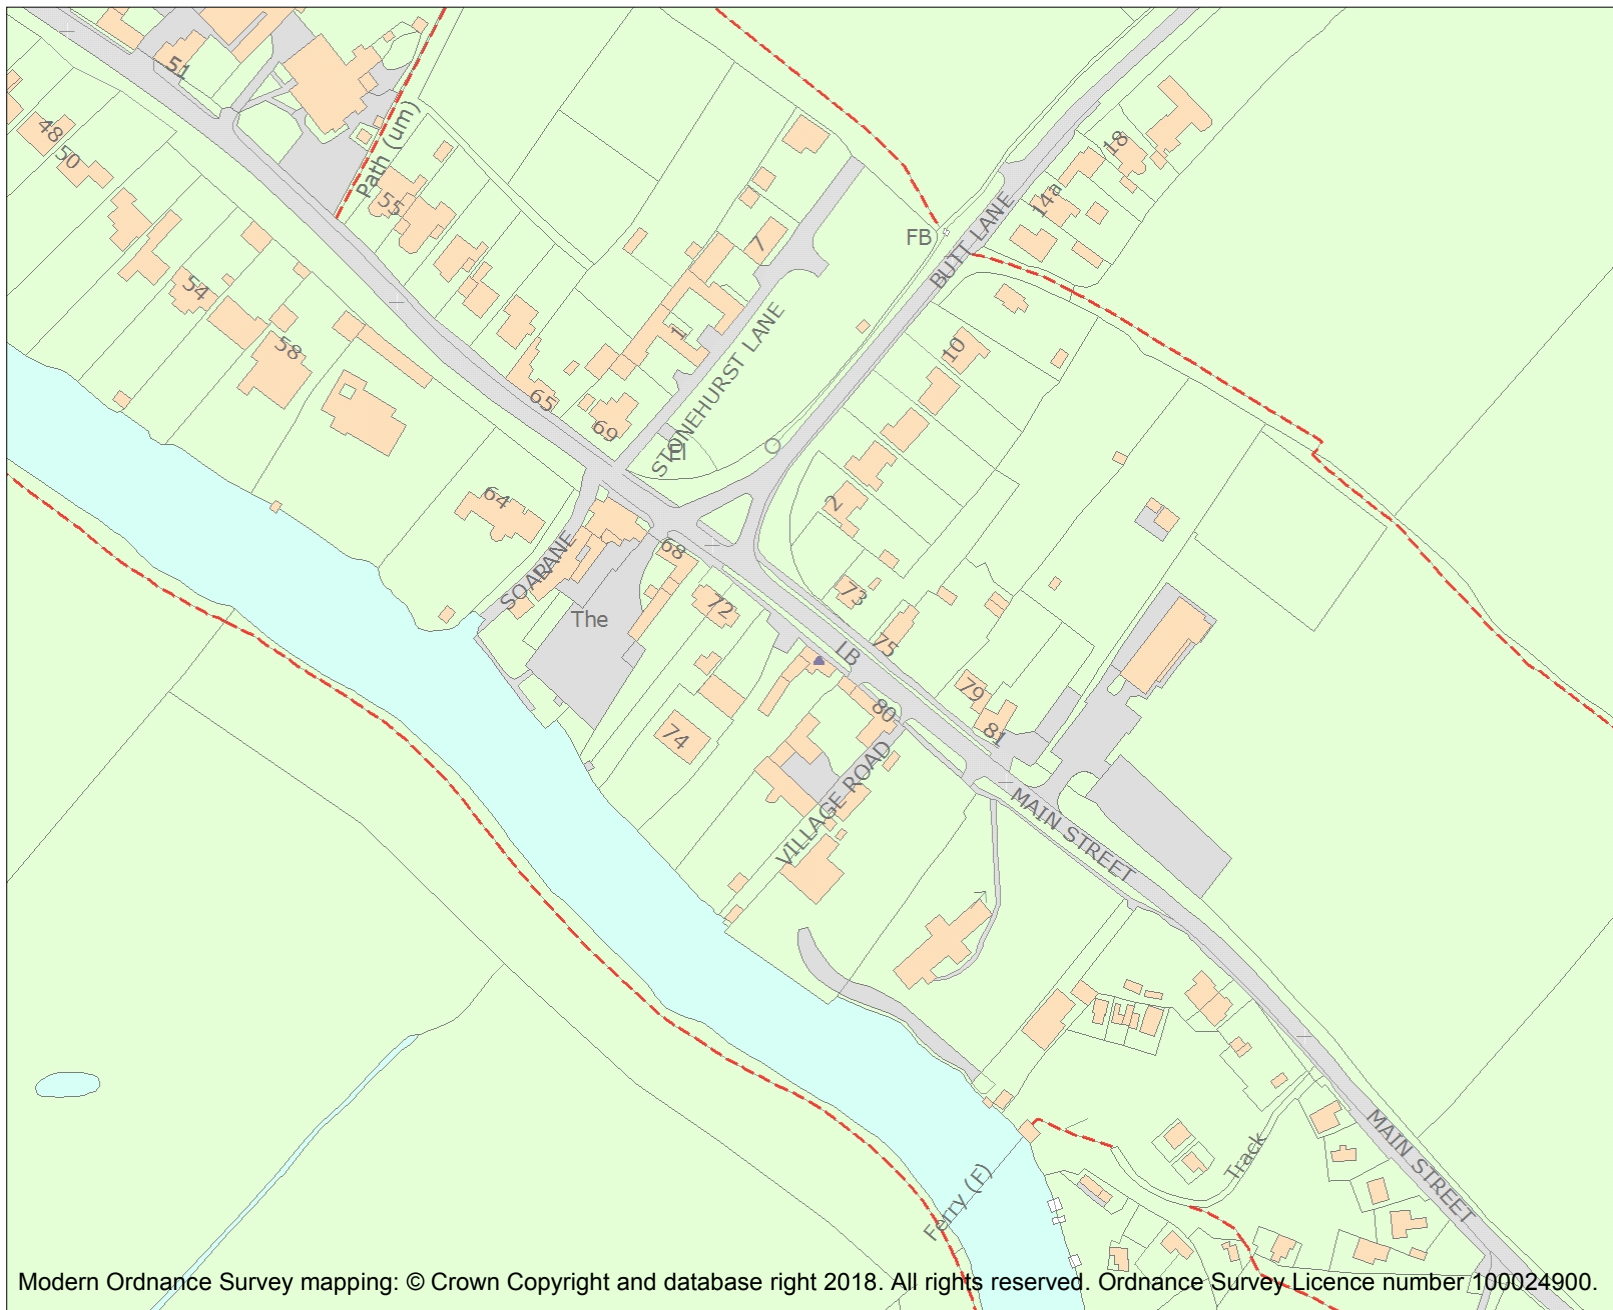 51
48
50
Path (um)
55
18
14a
FB
BUTT LANE
7
54
58
1
STONEHURST LANE
10
65
69
El
64
2
68
SOAR LANE
The
72
73
LB
75
79
80
81
74
VILLAGE ROAD
MAIN STREET
Track
MAIN STREET
Ferry (F)
Modern Ordnance Survey mapping: © Crown Copyright and database right 2018. All rights reserved. Ordnance Survey Licence number 100024900.